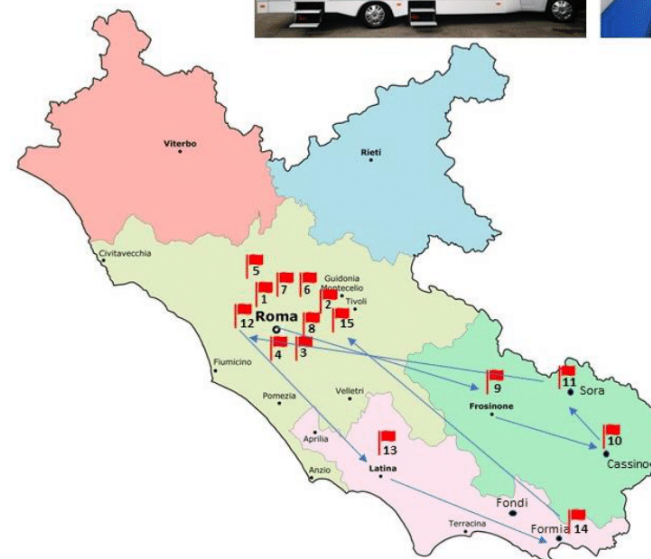 Viterbo
Rieti
Civitavecchia
5
7
6
Guidonia
Montecelio
1
2
Tivoli
12
Roma
8
15
4
3
Fiumicino
9
11
Sora
Pomezia
Velletri
Frosinone
10
Aprilia
13
Cassino
Anzio
Latina
Fondi
14
Terracina
Formia